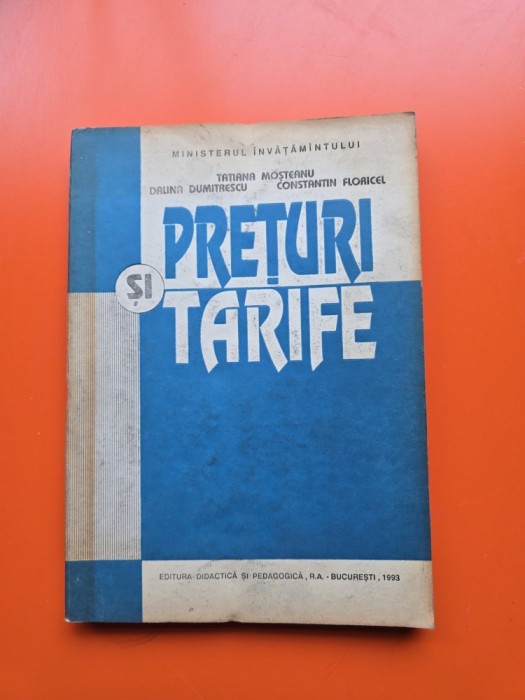 MINISTERUL ÎNVĂȚĂMÎNTULUI
TATIANA MOȘTEANU
DALINA DUMITRESCU CONSTANTIN FLORICEL
PREȚURI
ȘI
TARIFE
EDITURA DIDACTICĂ ȘI PEDAGOGICĂ, R.A. - BUCUREȘTI, 1993